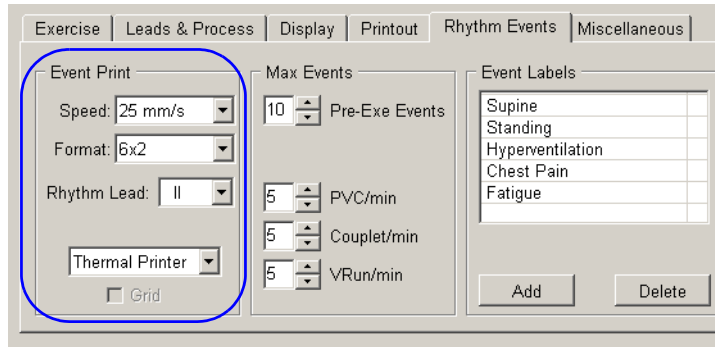 Exercise Leads & Process Display Printout Rhythm Events Miscellaneous
Event Print
Speed: 25 mm/s
Format: 6x2
Rhythm Lead: II
Thermal Printer
Grid
Max Events
10 Pre-Exe Events
5 PVC/min
5 Couplet/min
5 VRun/min
Event Labels
Supine
Standing
Hyperventilation
Chest Pain
Fatigue
Add Delete